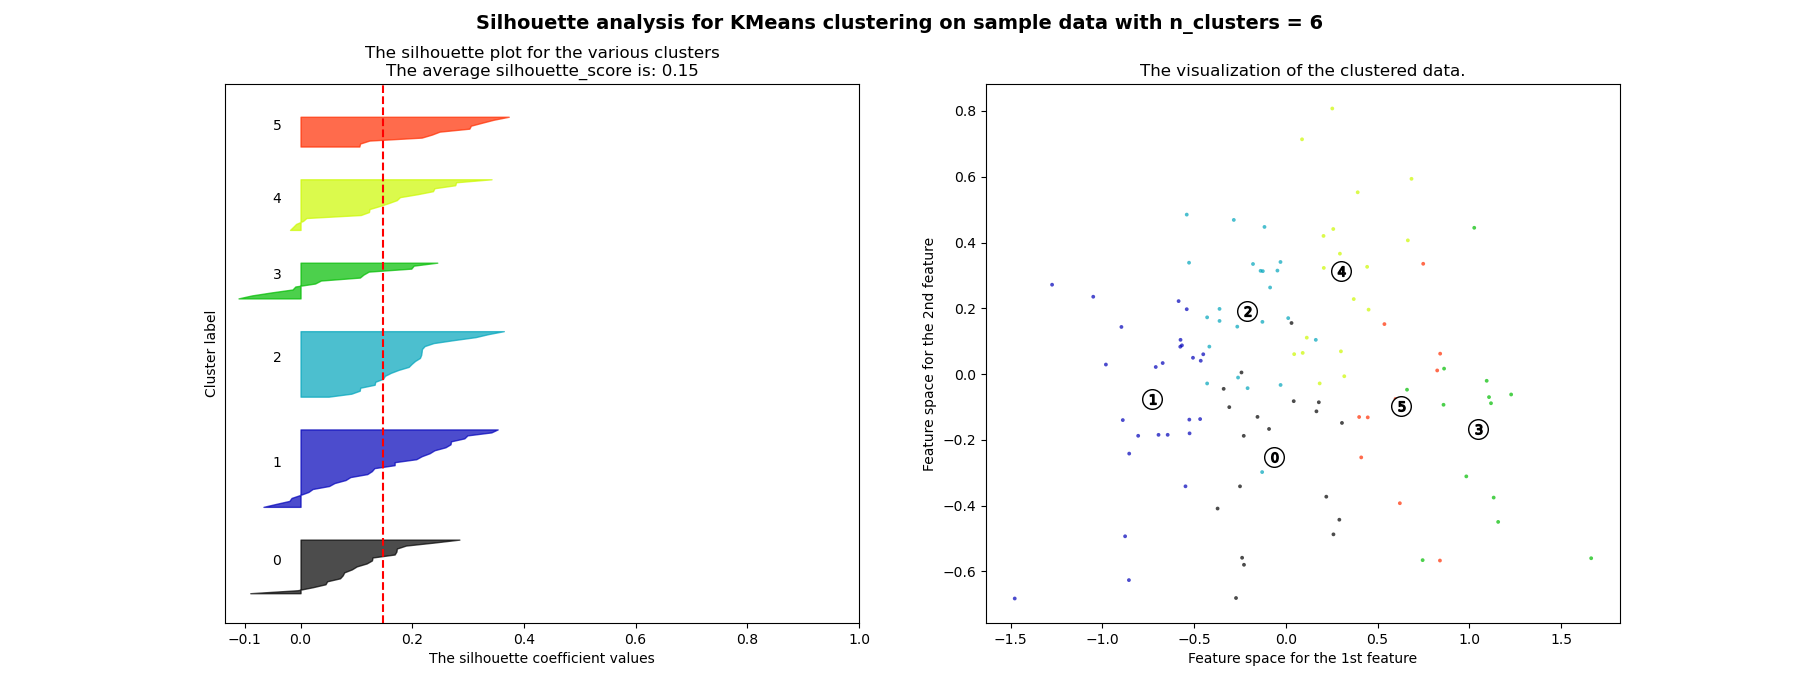 Silhouette analysis for KMeans clustering on sample data with n_clusters = 6
The silhouette plot for the various clusters
The average silhouette_score is: 0.15
5
4
3
2
1
0
Cluster label
−0.1 0.0 0.2 0.4 0.6 0.8 1.0
The silhouette coefficient values
The visualization of the clustered data.
0.8
0.6
0.4
0.2
0.0
−0.2
−0.4
−0.6
Feature space for the 2nd feature
4
2
1
5
3
0
−1.5 −1.0 −0.5 0.0 0.5 1.0 1.5
Feature space for the 1st feature